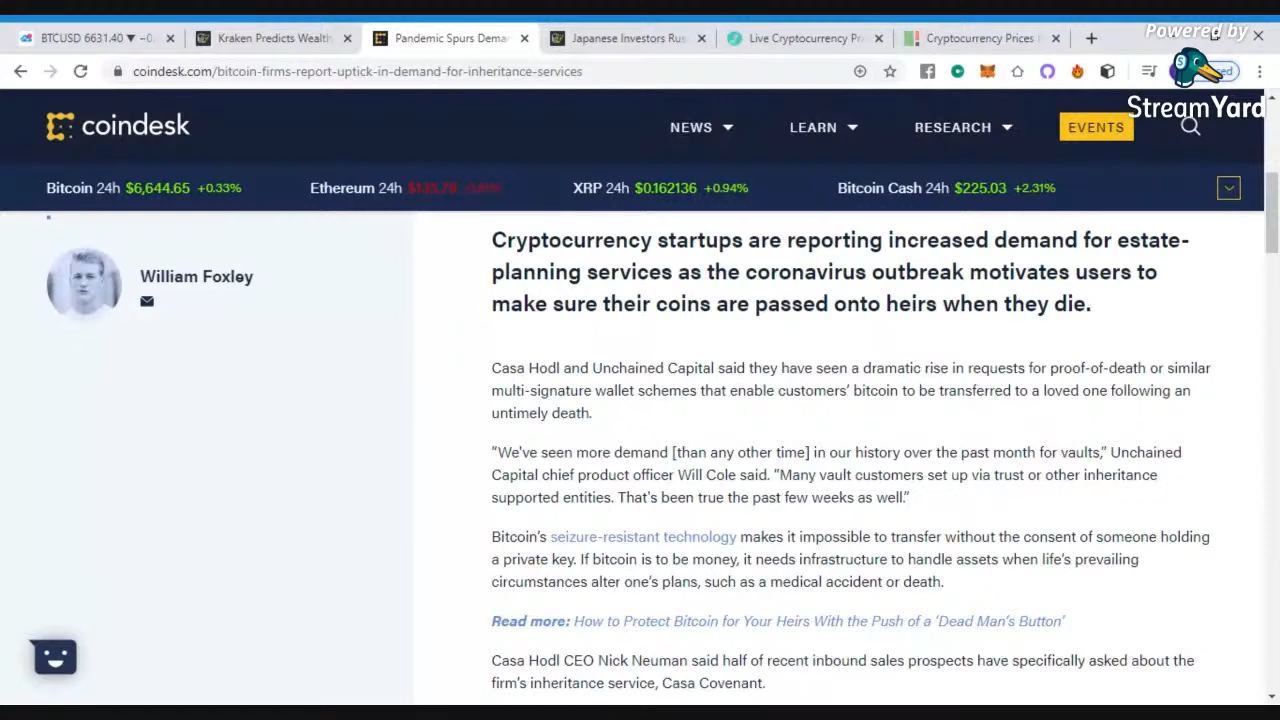 BTCUSD 6631.40 ▼ −0.
Kraken Predicts Wealth
Pandemic Spurs Dema
Japanese Investors Rus
Live Cryptocurrency Pr
Cryptocurrency Prices
Powered by
StreamYard
coindesk.com/bitcoin-firms-report-uptick-in-demand-for-inheritance-services
coindesk
NEWS
LEARN
RESEARCH
EVENTS
Bitcoin 24h $6,644.65 +0.33%
Ethereum 24h
XRP 24h $0.162136 +0.94%
Bitcoin Cash 24h $225.03 +2.31%
William Foxley
Cryptocurrency startups are reporting increased demand for estate-
planning services as the coronavirus outbreak motivates users to
make sure their coins are passed onto heirs when they die.
Casa Hodl and Unchained Capital said they have seen a dramatic rise in requests for proof-of-death or similar
multi-signature wallet schemes that enable customers’ bitcoin to be transferred to a loved one following an
untimely death.
“We’ve seen more demand [than any other time] in our history over the past month for vaults,” Unchained
Capital chief product officer Will Cole said. “Many vault customers set up via trust or other inheritance
supported entities. That’s been true the past few weeks as well.”
Bitcoin’s seizure-resistant technology makes it impossible to transfer without the consent of someone holding
a private key. If bitcoin is to be money, it needs infrastructure to handle assets when life’s prevailing
circumstances alter one’s plans, such as a medical accident or death.
Read more: How to Protect Bitcoin for Your Heirs With the Push of a ‘Dead Man’s Button’
Casa Hodl CEO Nick Neuman said half of recent inbound sales prospects have specifically asked about the
firm’s inheritance service, Casa Covenant.